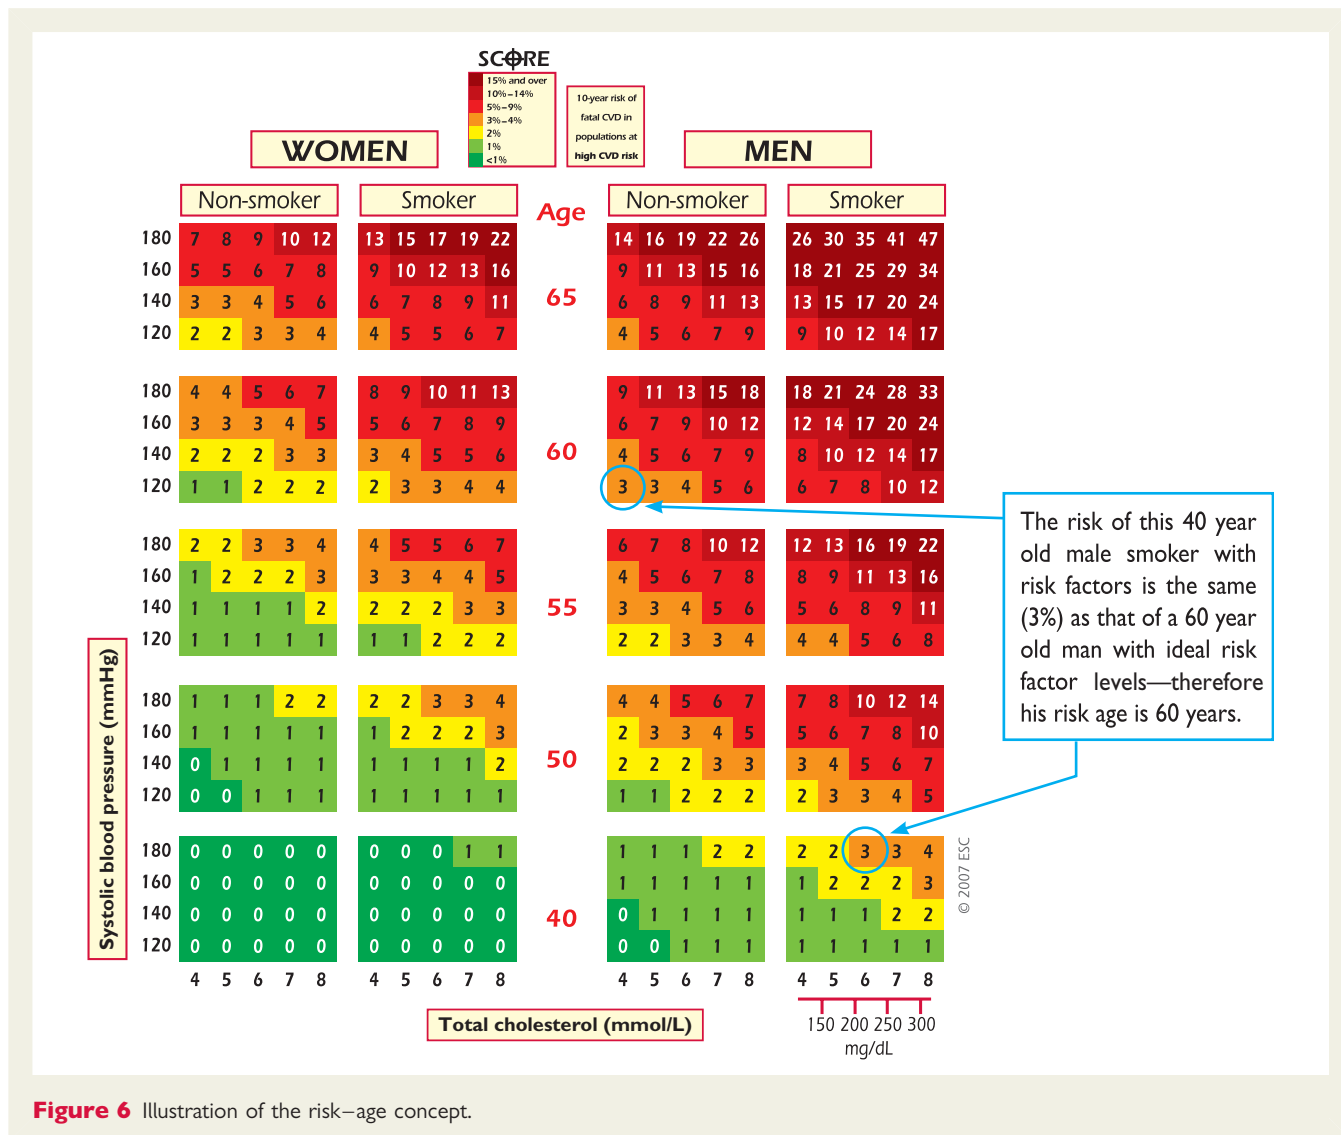 SCORE
15% and over
10%–14%
5%–9%
3%–4%
2%
1%
<1%
10-year risk of
fatal CVD in
populations at
high CVD risk
WOMEN MEN
Non-smoker Smoker Age Non-smoker Smoker
180 7 8 9 10 12 13 15 17 19 22 14 16 19 22 26 26 30 35 41 47
160 5 5 6 7 8 9 10 12 13 16 9 11 13 15 16 18 21 25 29 34
65
140 3 3 4 5 6 6 7 8 9 11 6 8 9 11 13 13 15 17 20 24
120 2 2 3 3 4 4 5 5 6 7 4 5 6 7 9 9 10 12 14 17
180 4 4 5 6 7 8 9 10 11 13 9 11 13 15 18 18 21 24 28 33
160 3 3 3 4 5 5 6 7 8 9 6 7 9 10 12 12 14 17 20 24
60
140 2 2 2 3 3 3 4 5 5 6 4 5 6 7 9 8 10 12 14 17
120 1 1 2 2 2 2 3 3 4 4 3 3 4 5 6 6 7 8 10 12
180 2 2 3 3 4 4 5 5 6 7 6 7 8 10 12 12 13 16 19 22
160 1 2 2 2 3 3 3 4 4 5 4 5 6 7 8 8 9 11 13 16
55
140 1 1 1 1 2 2 2 2 3 3 3 3 4 5 6 5 6 8 9 11
120 1 1 1 1 1 1 1 2 2 2 2 2 3 3 4 4 4 5 6 8
180 1 1 1 2 2 2 2 3 3 4 4 4 5 6 7 7 8 10 12 14
160 1 1 1 1 1 1 2 2 2 3 2 3 3 4 5 5 6 7 8 10
50
140 0 1 1 1 1 1 1 1 1 2 2 2 2 3 3 3 4 5 6 7
120 0 0 1 1 1 1 1 1 1 1 1 1 2 2 2 2 3 3 4 5
180 0 0 0 0 0 0 0 0 1 1 1 1 1 2 2 2 2 3 3 4
160 0 0 0 0 0 0 0 0 0 0 1 1 1 1 1 1 2 2 2 3
40
140 0 0 0 0 0 0 0 0 0 0 0 1 1 1 1 1 1 1 2 2
120 0 0 0 0 0 0 0 0 0 0 0 0 1 1 1 1 1 1 1 1
4 5 6 7 8 4 5 6 7 8 4 5 6 7 8 4 5 6 7 8
Systolic blood pressure (mmHg)
Total cholesterol (mmol/L)
150 200 250 300
mg/dL
The risk of this 40 year
old male smoker with
risk factors is the same
(3%) as that of a 60 year
old man with ideal risk
factor levels—therefore
his risk age is 60 years.
© 2007 ESC
Figure 6 Illustration of the risk–age concept.